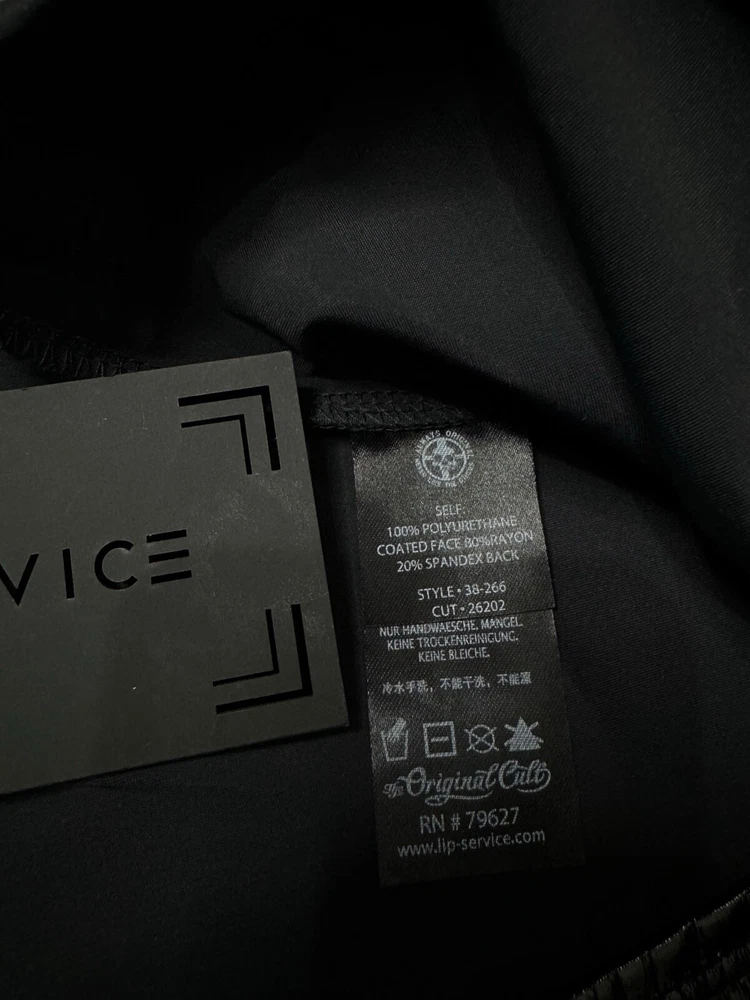 VICE
ALWAYS ORIGINAL
SELF:
100% POLYURETHANE
COATED FACE 80%RAYON
20% SPANDEX BACK
STYLE • 38-266
CUT • 26202
NUR HANDWAESCHE, MANGEL.
KEINE TROCKENREINIGUNG.
KEINE BLEICHE.
冷水手洗，不能干洗，不能漂
The Original Cult
RN # 79627
www.lip-service.com